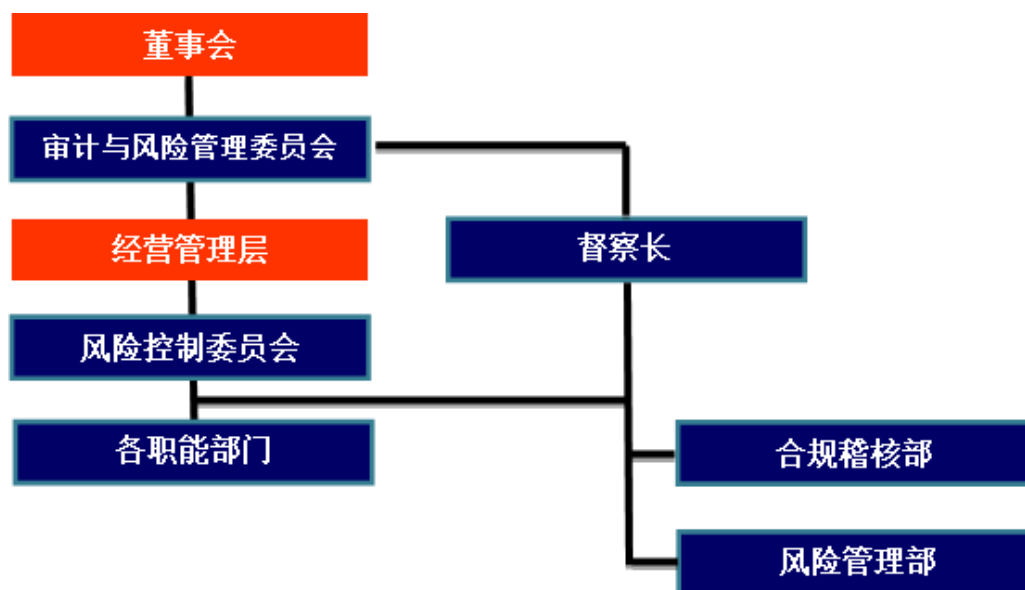 董事会
审计与风险管理委员会
经营管理层
督察长
风险控制委员会
各职能部门
合规稽核部
风险管理部